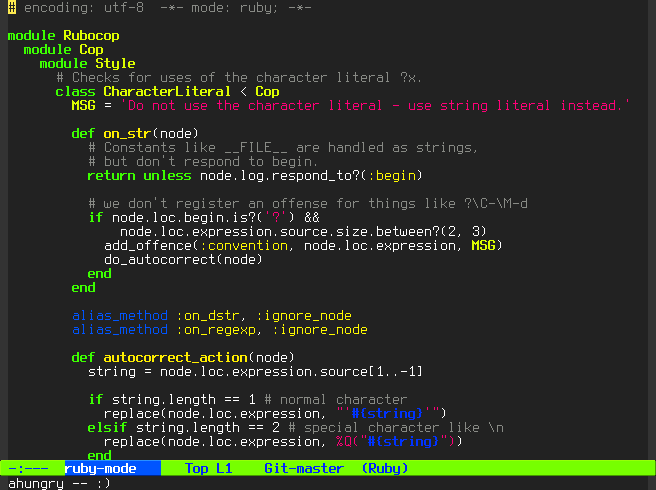 # encoding: utf-8  -*- mode: ruby; -*-

module Rubocop
  module Cop
    module Style
      # Checks for uses of the character literal ?x.
      class CharacterLiteral < Cop
        MSG = 'Do not use the character literal - use string literal instead.'

        def on_str(node)
          # Constants like __FILE__ are handled as strings,
          # but don't respond to begin.
          return unless node.log.respond_to?(:begin)

          # we don't register an offense for things like ?\C-\M-d
          if node.loc.begin.is?('?') &&
              node.loc.expression.source.size.between?(2, 3)
            add_offence(:convention, node.loc.expression, MSG)
            do_autocorrect(node)
          end
        end

        alias_method :on_dstr, :ignore_node
        alias_method :on_regexp, :ignore_node

        def autocorrect_action(node)
          string = node.loc.expression.source[1..-1]

          if string.length == 1 # normal character
            replace(node.loc.expression, "'#{string}'")
          elsif string.length == 2 # special character like \n
            replace(node.loc.expression, %Q("#{string}"))
          end
-:--- ruby-mode Top L1 Git-master (Ruby)
ahungry -- :)